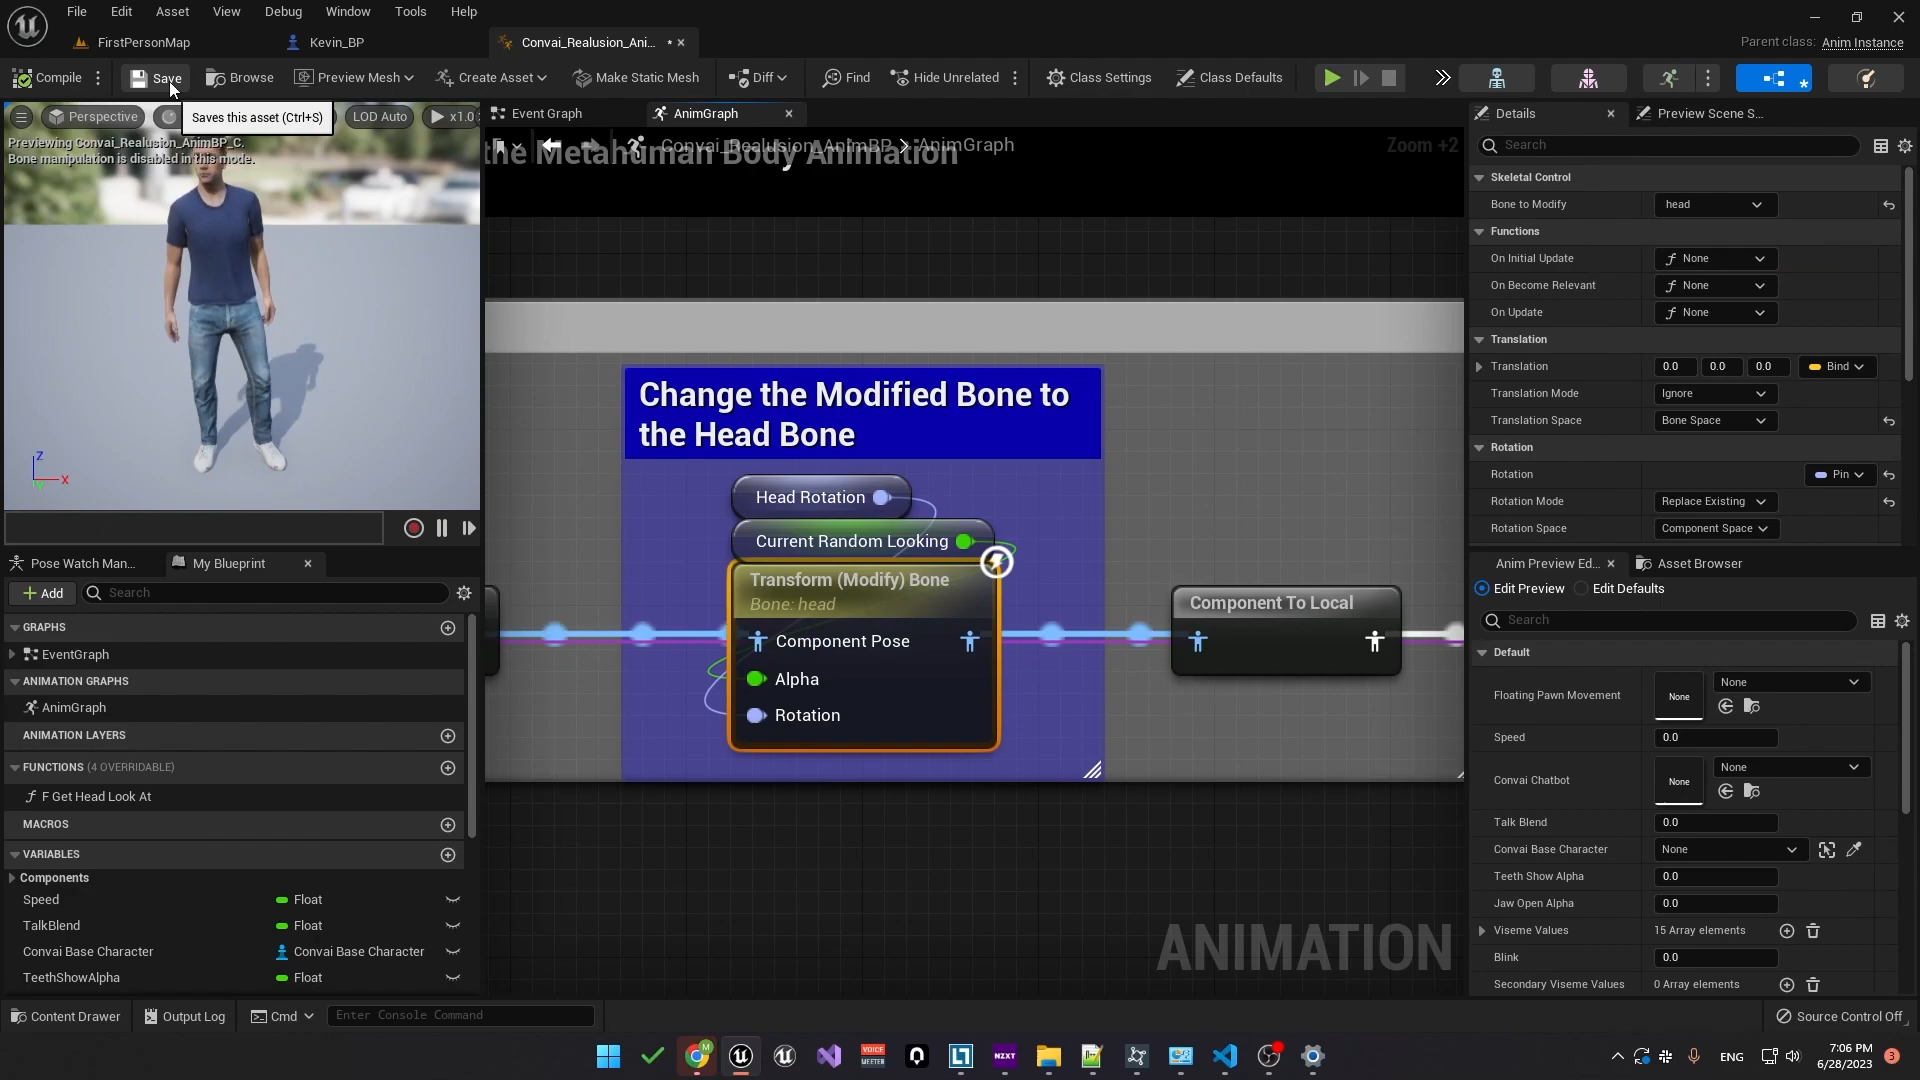 File Edit Asset View Debug Window Tools Help
FirstPersonMap Kevin_BP Convai_Realusion_Ani...
Parent class: Anim Instance
Compile Save Browse Preview Mesh Create Asset Make Static Mesh Diff Find Hide Unrelated Class Settings Class Defaults
Perspective LOD Auto x1.0
Saves this asset (Ctrl+S)
Previewing Convai_Realusion_AnimBP_C.
Bone manipulation is disabled in this mode.
Z
X
Event Graph AnimGraph
the Metahuman Body Animation
Convai_Realusion_AnimBP > AnimGraph
Zoom +2
Change the Modified Bone to
the Head Bone
Head Rotation
Current Random Looking
Transform (Modify) Bone
Bone: head
Component Pose
Alpha
Rotation
Component To Local
ANIMATION
Pose Watch Man... My Blueprint
Add Search
GRAPHS
EventGraph
ANIMATION GRAPHS
AnimGraph
ANIMATION LAYERS
FUNCTIONS (4 OVERRIDABLE)
F Get Head Look At
MACROS
VARIABLES
Components
Speed Float
TalkBlend Float
Convai Base Character Convai Base Character
TeethShowAlpha Float
Details Preview Scene S...
Search
Skeletal Control
Bone to Modify head
Functions
On Initial Update None
On Become Relevant None
On Update None
Translation
Translation 0.0 0.0 0.0 Bind
Translation Mode Ignore
Translation Space Bone Space
Rotation
Rotation Pin
Rotation Mode Replace Existing
Rotation Space Component Space
Anim Preview Ed... Asset Browser
Edit Preview Edit Defaults
Search
Default
Floating Pawn Movement None None
Speed 0.0
Convai Chatbot None None
Talk Blend 0.0
Convai Base Character None
Teeth Show Alpha 0.0
Jaw Open Alpha 0.0
Viseme Values 15 Array elements
Blink 0.0
Secondary Viseme Values 0 Array elements
Content Drawer Output Log Cmd Enter Console Command Source Control Off
VOICE
MEETER
NZXT
ENG
7:06 PM
6/28/2023
3